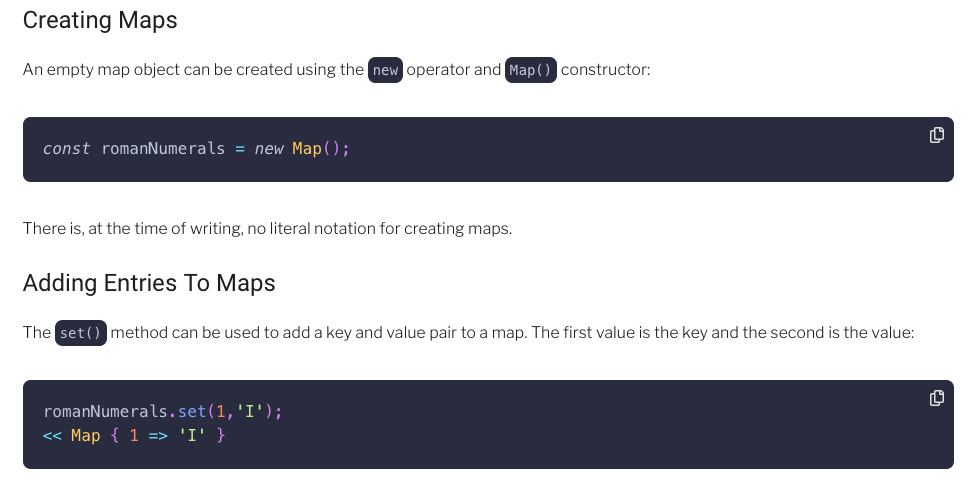 Creating Maps
An empty map object can be created using the new operator and Map() constructor:
const romanNumerals = new Map();
There is, at the time of writing, no literal notation for creating maps.
Adding Entries To Maps
The set() method can be used to add a key and value pair to a map. The first value is the key and the second is the value:
romanNumerals.set(1,'I');
<< Map { 1 => 'I' }